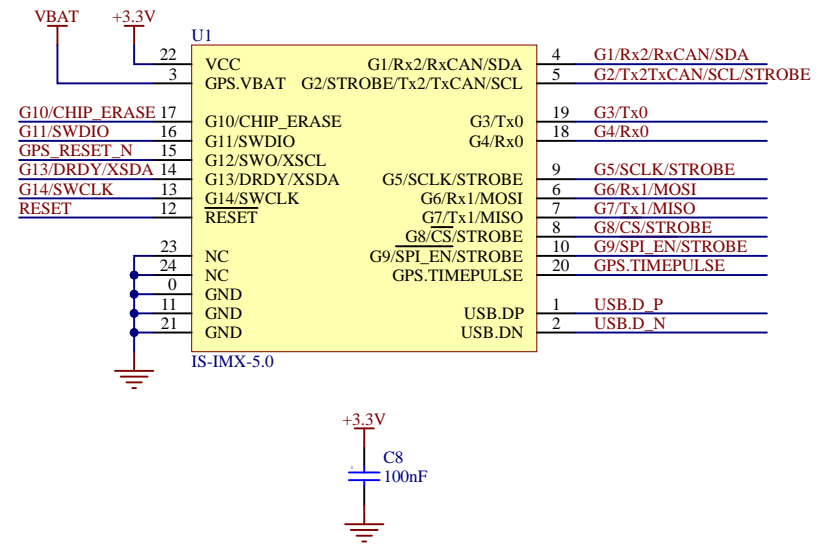 VBAT +3.3V
U1
22 VCC G1/Rx2/RxCAN/SDA 4 G1/Rx2/RxCAN/SDA
3 GPS.VBAT G2/STROBE/Tx2/TxCAN/SCL 5 G2/Tx2TxCAN/SCL/STROBE
G10/CHIP_ERASE 17 G10/CHIP_ERASE G3/Tx0 19 G3/Tx0
G11/SWDIO 16 G11/SWDIO G4/Rx0 18 G4/Rx0
GPS_RESET_N 15 G12/SWO/XSCL
G13/DRDY/XSDA 14 G13/DRDY/XSDA G5/SCLK/STROBE 9 G5/SCLK/STROBE
G14/SWCLK 13 G14/SWCLK G6/Rx1/MOSI 6 G6/Rx1/MOSI
RESET 12 RESET G7/Tx1/MISO 7 G7/Tx1/MISO
G8/CS/STROBE 8 G8/CS/STROBE
23 NC G9/SPI_EN/STROBE 10 G9/SPI_EN/STROBE
24 NC GPS.TIMEPULSE 20 GPS.TIMEPULSE
0 GND
11 GND USB.DP 1 USB.D_P
21 GND USB.DN 2 USB.D_N
IS-IMX-5.0
+3.3V
C8
100nF